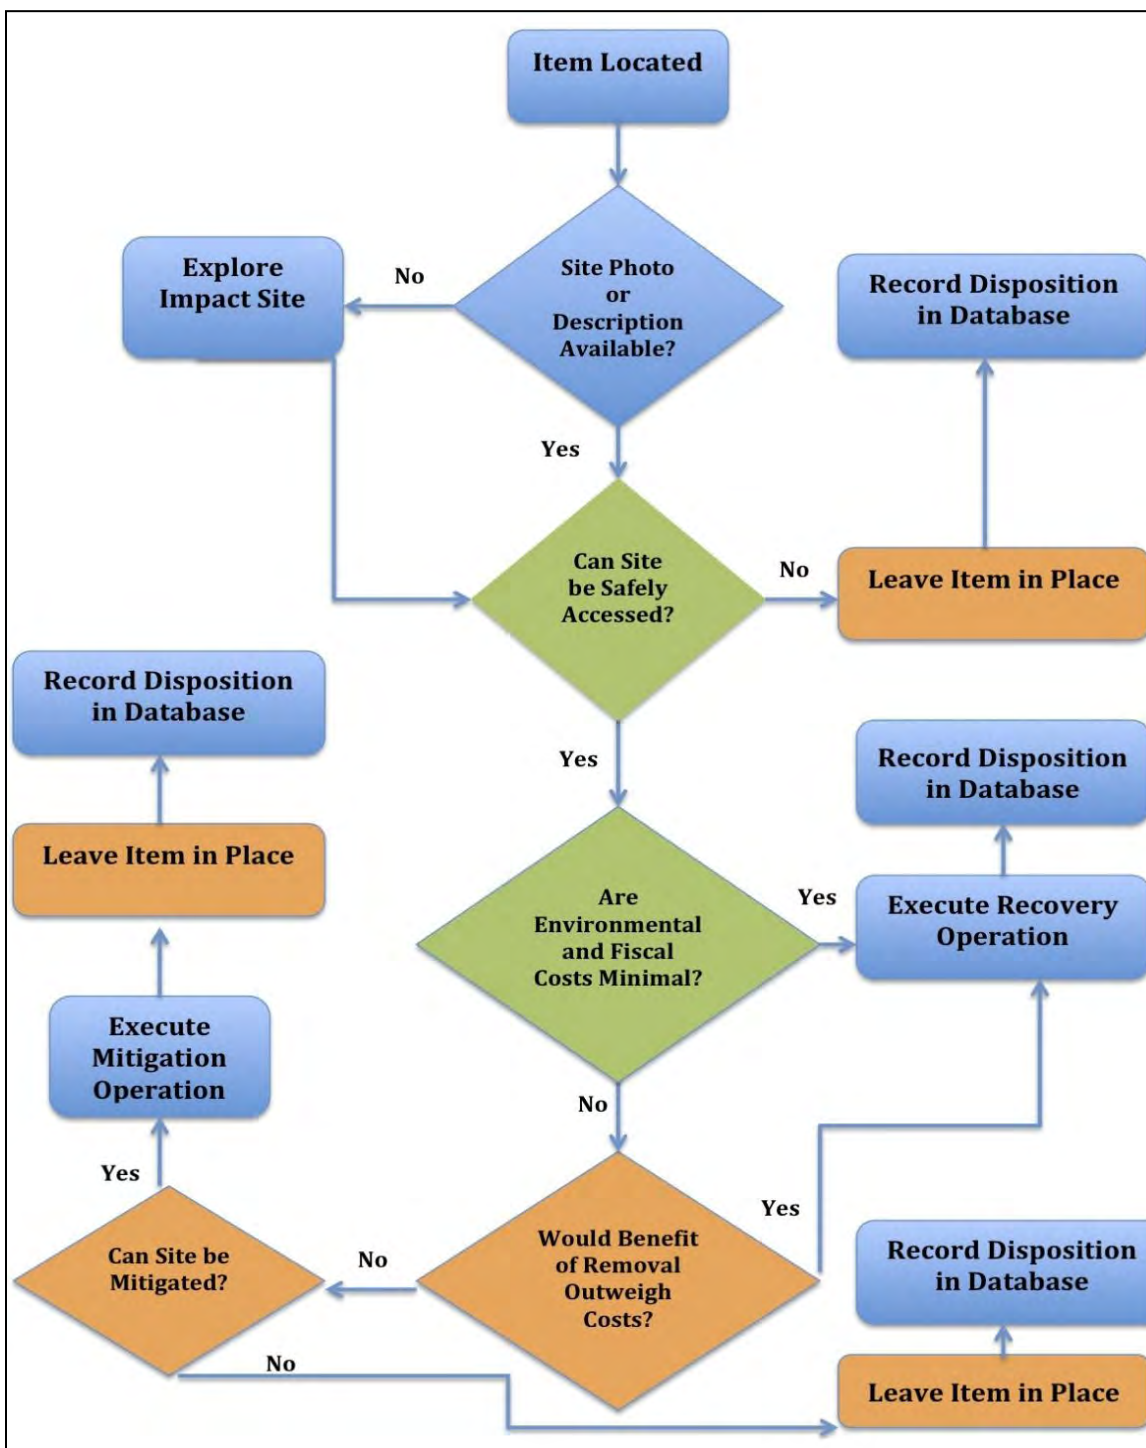 Item Located
Site Photo
or
Description
Available?
No
Explore
Impact Site
Record Disposition
in Database
Yes
Can Site
be Safely
Accessed?
No
Leave Item in Place
Record Disposition
in Database
Yes
Record Disposition
in Database
Leave Item in Place
Are
Environmental
and Fiscal
Costs Minimal?
Yes
Execute Recovery
Operation
Execute
Mitigation
Operation
No
Yes
Can Site be
Mitigated?
No
Would Benefit
of Removal
Outweigh
Costs?
Yes
Record Disposition
in Database
No
Leave Item in Place